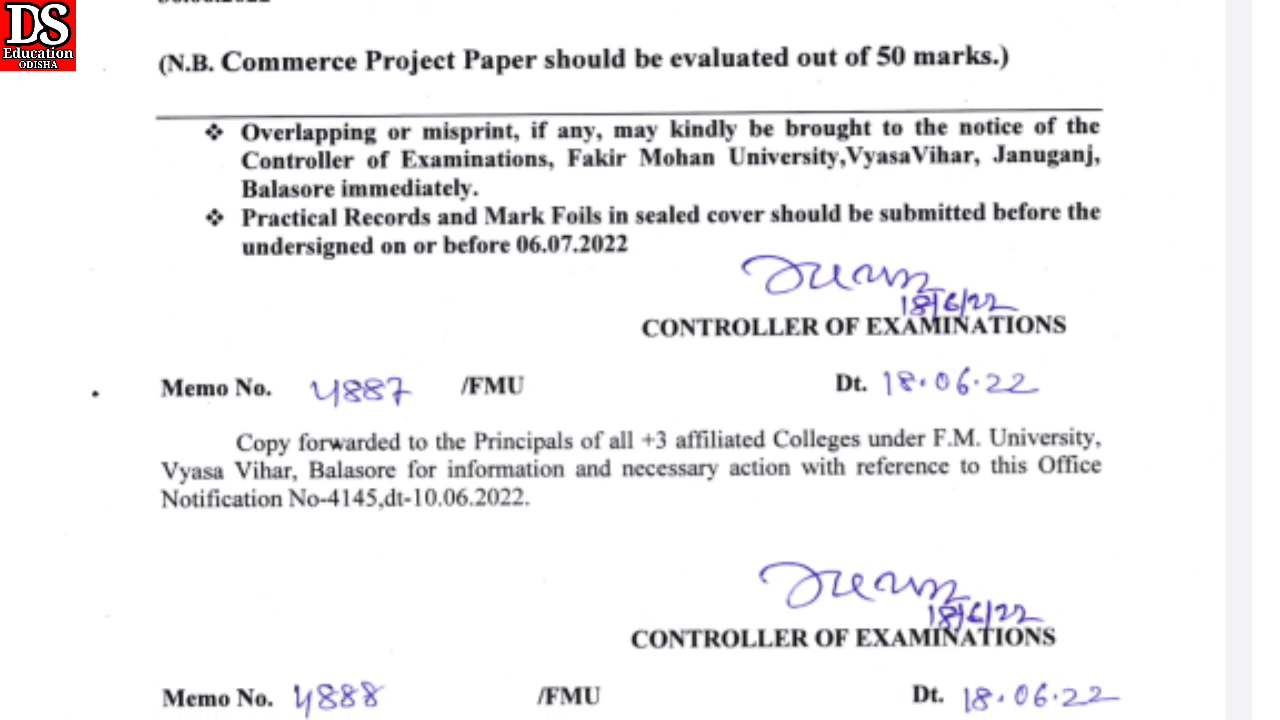 DS
Education
ODISHA
(N.B. Commerce Project Paper should be evaluated out of 50 marks.)
❖ Overlapping or misprint, if any, may kindly be brought to the notice of the
Controller of Examinations, Fakir Mohan University,VyasaVihar, Januganj,
Balasore immediately.
❖ Practical Records and Mark Foils in sealed cover should be submitted before the
undersigned on or before 06.07.2022
18/6/22
CONTROLLER OF EXAMINATIONS
Memo No. 4887 /FMU Dt. 18.06.22
Copy forwarded to the Principals of all +3 affiliated Colleges under F.M. University,
Vyasa Vihar, Balasore for information and necessary action with reference to this Office
Notification No-4145,dt-10.06.2022.
18/6/22
CONTROLLER OF EXAMINATIONS
Memo No. 4888 /FMU Dt. 18.06.22